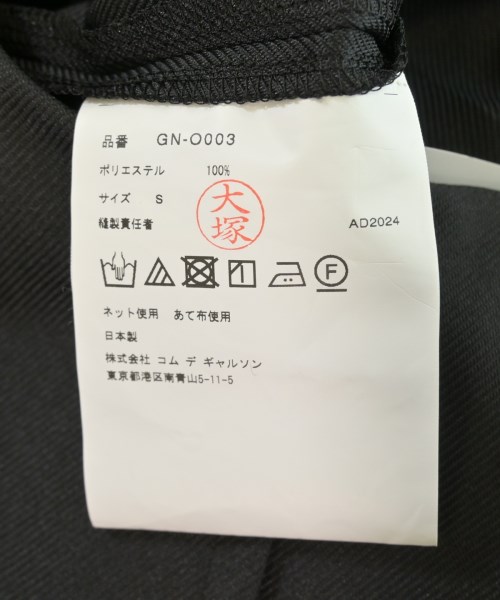 品番 GN-O003
ポリエステル 100%
サイズ S
縫製責任者
大塚
AD2024
F
ネット使用 あて布使用
日本製
株式会社 コム デ ギャルソン
東京都港区南青山5-11-5